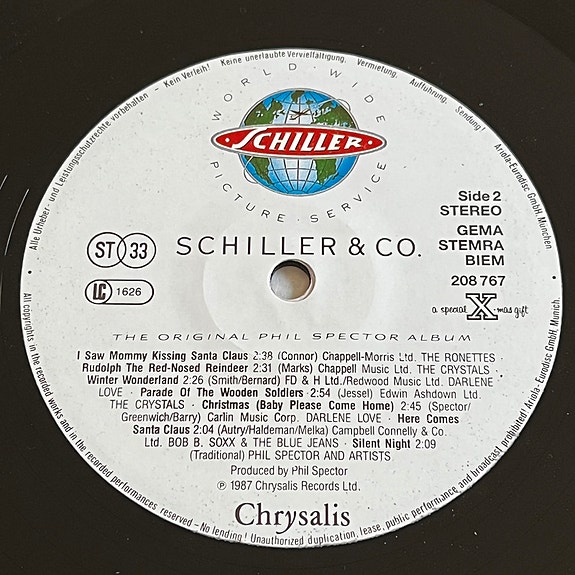 Alle Urheber- und Leistungsschutzrechte vorbehalten - Kein Verleih! Keine unerlaubte Vervielfältigung, Vermietung, Aufführung, Sendung! Ariola-Eurodisc GmbH, München
WORLD · WIDE
SCHILLER
PICTURE · SERVICE
Side 2
STEREO
GEMA
STEMRA
BIEM
208 767
ST 33
LC 1626
SCHILLER & CO.
a special X-mas gift
THE ORIGINAL PHIL SPECTOR ALBUM
I Saw Mommy Kissing Santa Claus 2:38 (Connor) Chappell-Morris Ltd. THE RONETTES ·
Rudolph The Red-Nosed Reindeer 2:31 (Marks) Chappell Music Ltd. THE CRYSTALS ·
Winter Wonderland 2:26 (Smith/Bernard) FD & H Ltd./Redwood Music Ltd. DARLENE
LOVE · Parade Of The Wooden Soldiers · 2:54 (Jessel) Edwin Ashdown Ltd.
THE CRYSTALS · Christmas (Baby Please Come Home) 2:45 (Spector/
Greenwich/Barry) Carlin Music Corp. DARLENE LOVE · Here Comes
Santa Claus 2:04 (Autry/Haldeman/Melka) Campbell Connelly & Co.
Ltd. BOB B. SOXX & THE BLUE JEANS · Silent Night 2:09
(Traditional) PHIL SPECTOR AND ARTISTS
Produced by Phil Spector
℗ 1987 Chrysalis Records Ltd.
Chrysalis
All copyrights in the recorded works and in the recorded performances reserved – No lending! Unauthorized duplication, lease, public performance and broadcast prohibited! Ariola-Eurodisc GmbH, Munich.